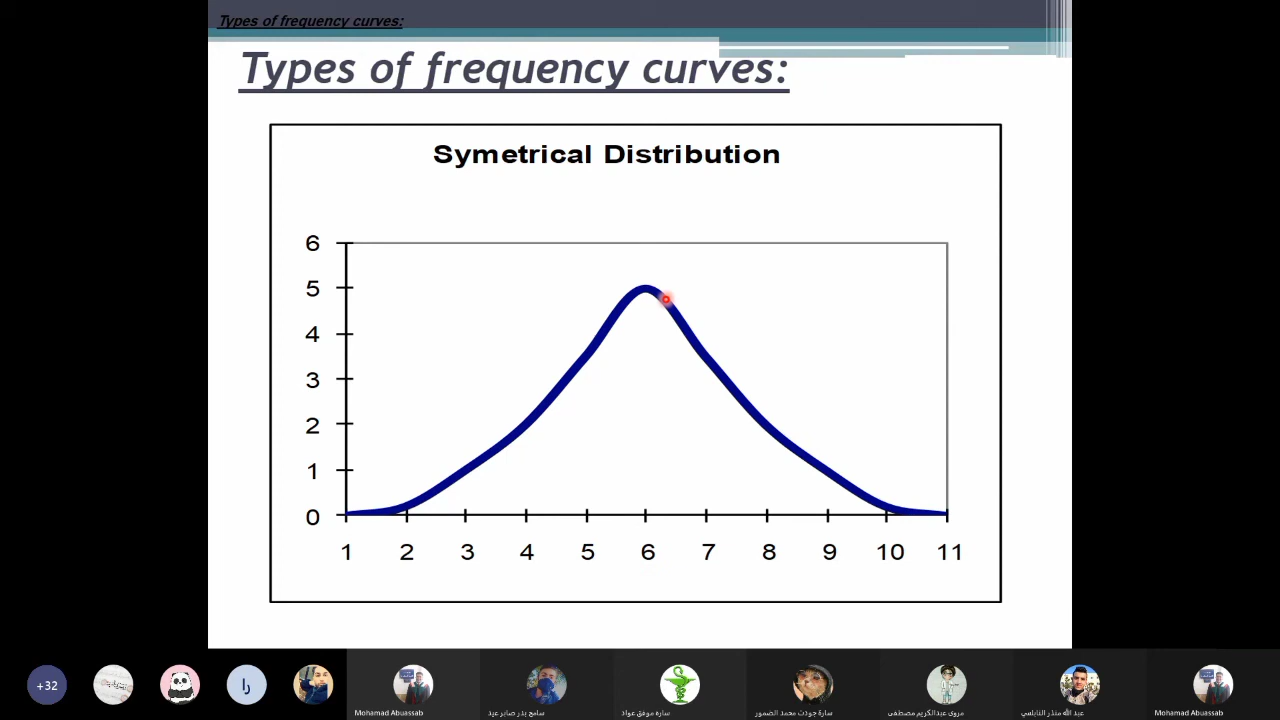 Types of frequency curves:
Types of frequency curves:
Symetrical Distribution
6
5
4
3
2
1
0
1 2 3 4 5 6 7 8 9 10 11
+32
را
Mohamad Abuassab
سامح بدر صابر عيد
ساره موفق عواد
سارة جودت محمد الضمور
مروى عبدالكريم مصطفى
عبد الله منذر النابلسي
Mohamad Abuassab